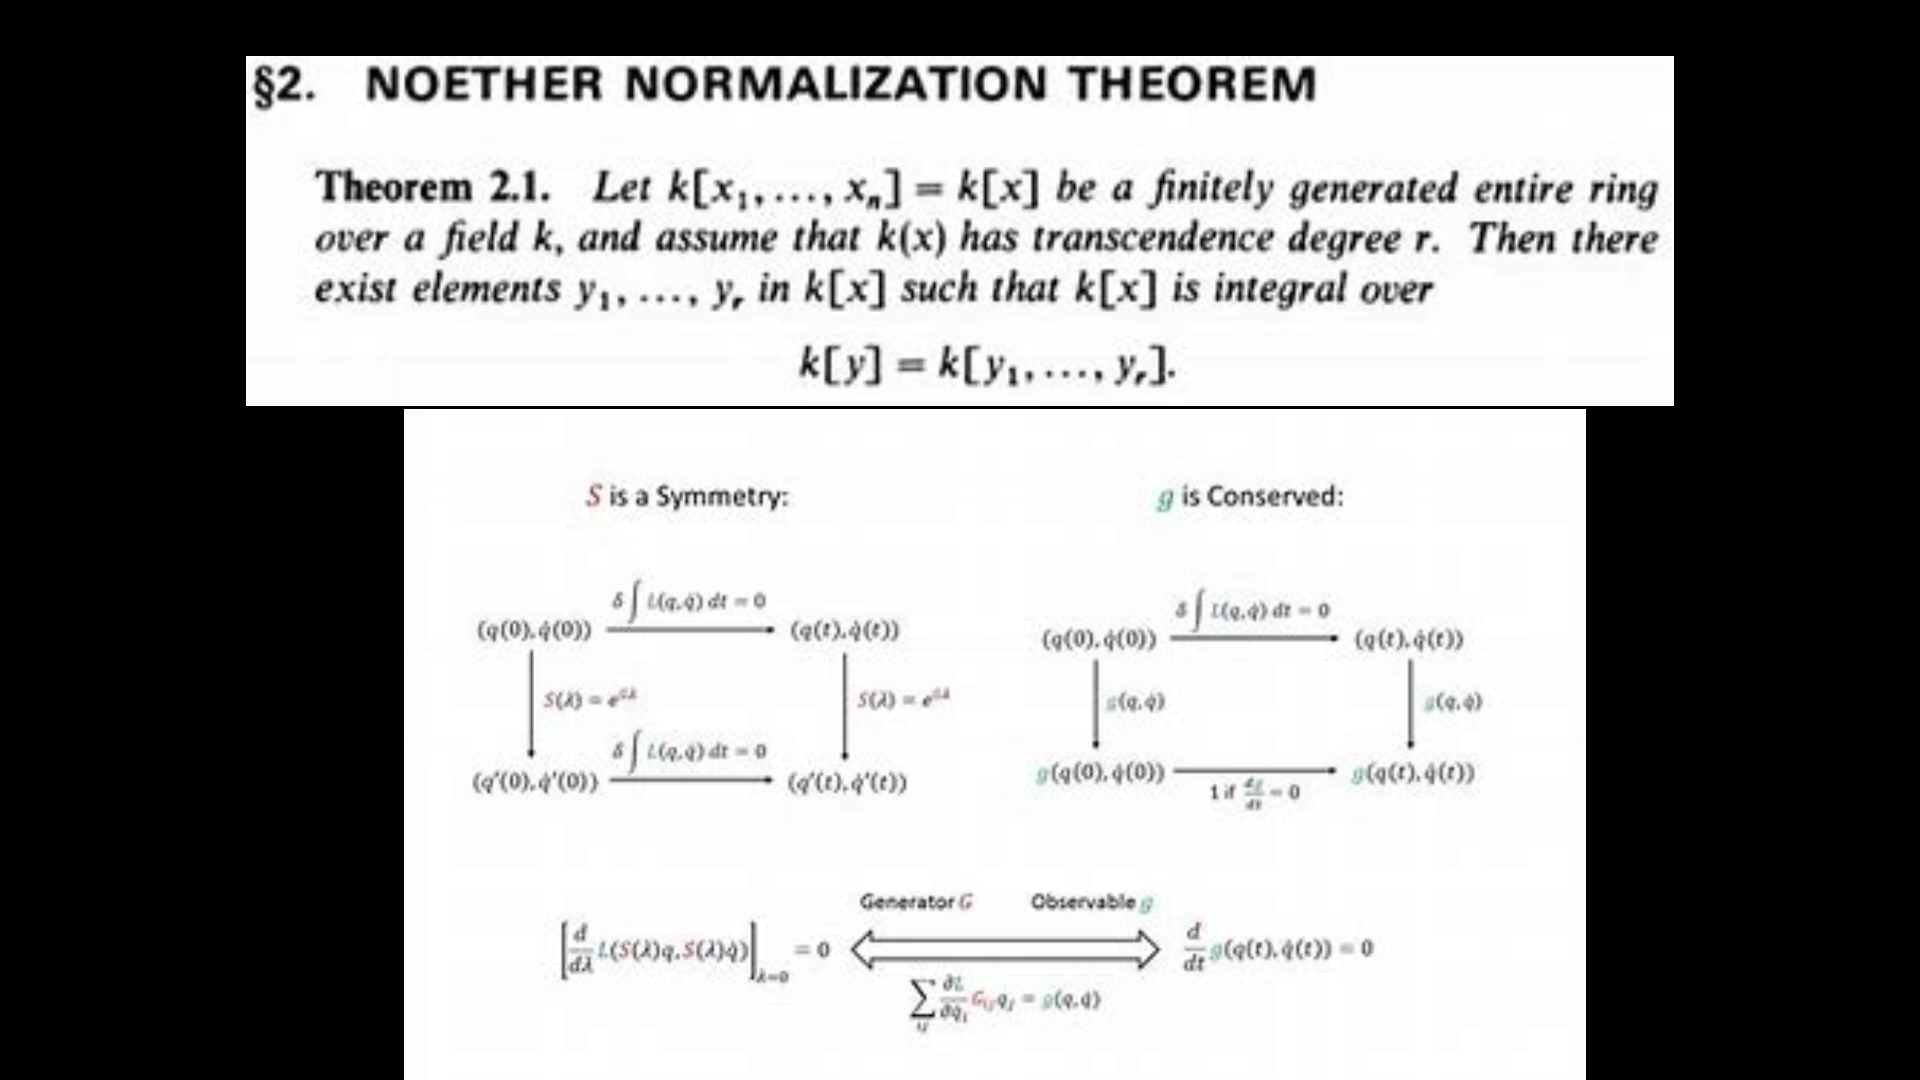 §2. NOETHER NORMALIZATION THEOREM
Theorem 2.1. Let k[x₁, ..., xₙ] = k[x] be a finitely generated entire ring
over a field k, and assume that k(x) has transcendence degree r. Then there
exist elements y₁, ..., yᵣ in k[x] such that k[x] is integral over
k[y] = k[y₁, ..., yᵣ].
S is a Symmetry:
g is Conserved:
δ∫L(q,q̇) dt = 0
(q(0),q̇(0))
(q(t),q̇(t))
S(λ) = e^{Gλ}
S(λ) = e^{Gλ}
δ∫L(q,q̇) dt = 0
(q'(0),q̇'(0))
(q'(t),q̇'(t))
δ∫L(q,q̇) dt = 0
(q(0),q̇(0))
(q(t),q̇(t))
g(q,q̇)
g(q,q̇)
g(q(0),q̇(0))
g(q(t),q̇(t))
1 if dg/dt = 0
Generator G
Observable g
[d/dλ L(S(λ)q,S(λ)q̇)]_{λ=0} = 0
d/dt g(q(t),q̇(t)) = 0
∑_{ij} ∂L/∂q̇ᵢ Gᵢⱼqⱼ = g(q,q̇)